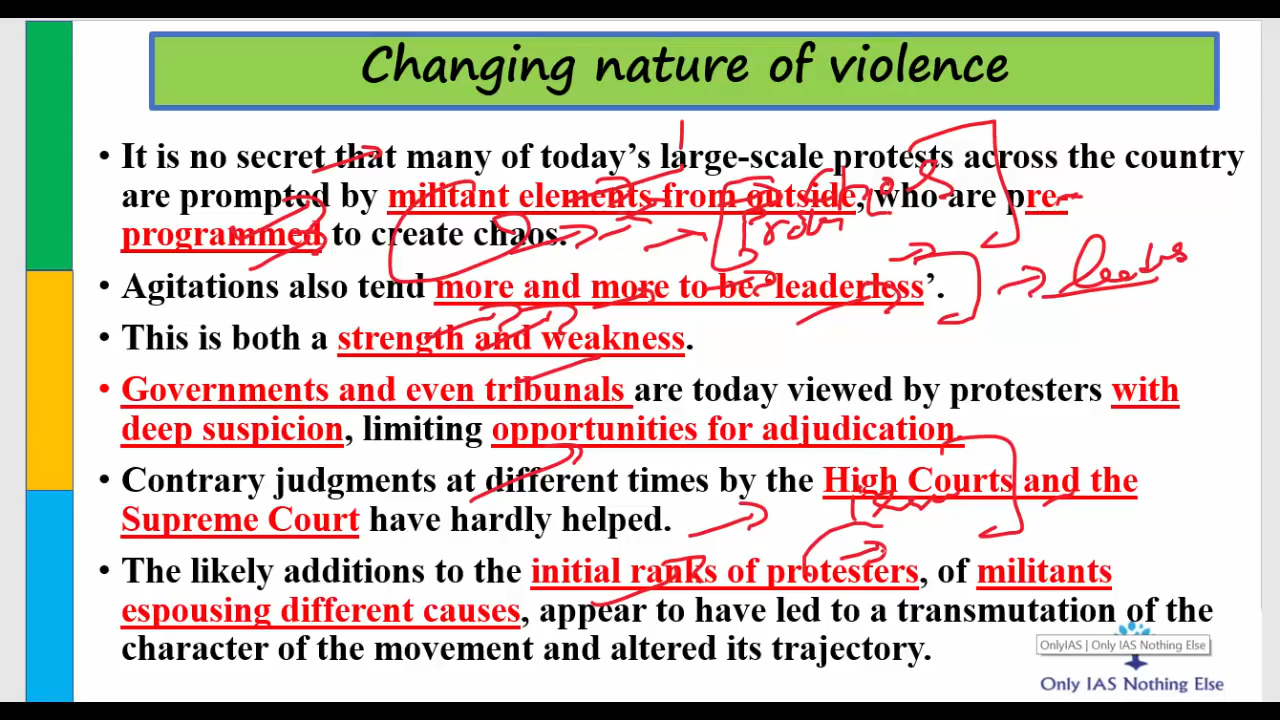 Changing nature of violence
• It is no secret that many of today's large-scale protests across the country
are prompted by militant elements from outside, who are pre-
programmed to create chaos.
• Agitations also tend more and more to be 'leaderless'.
• This is both a strength and weakness.
• Governments and even tribunals are today viewed by protesters with
deep suspicion, limiting opportunities for adjudication.
• Contrary judgments at different times by the High Courts and the
Supreme Court have hardly helped.
• The likely additions to the initial ranks of protesters, of militants
espousing different causes, appear to have led to a transmutation of the
character of the movement and altered its trajectory.
OnlyIAS | Only IAS Nothing Else
Only IAS Nothing Else